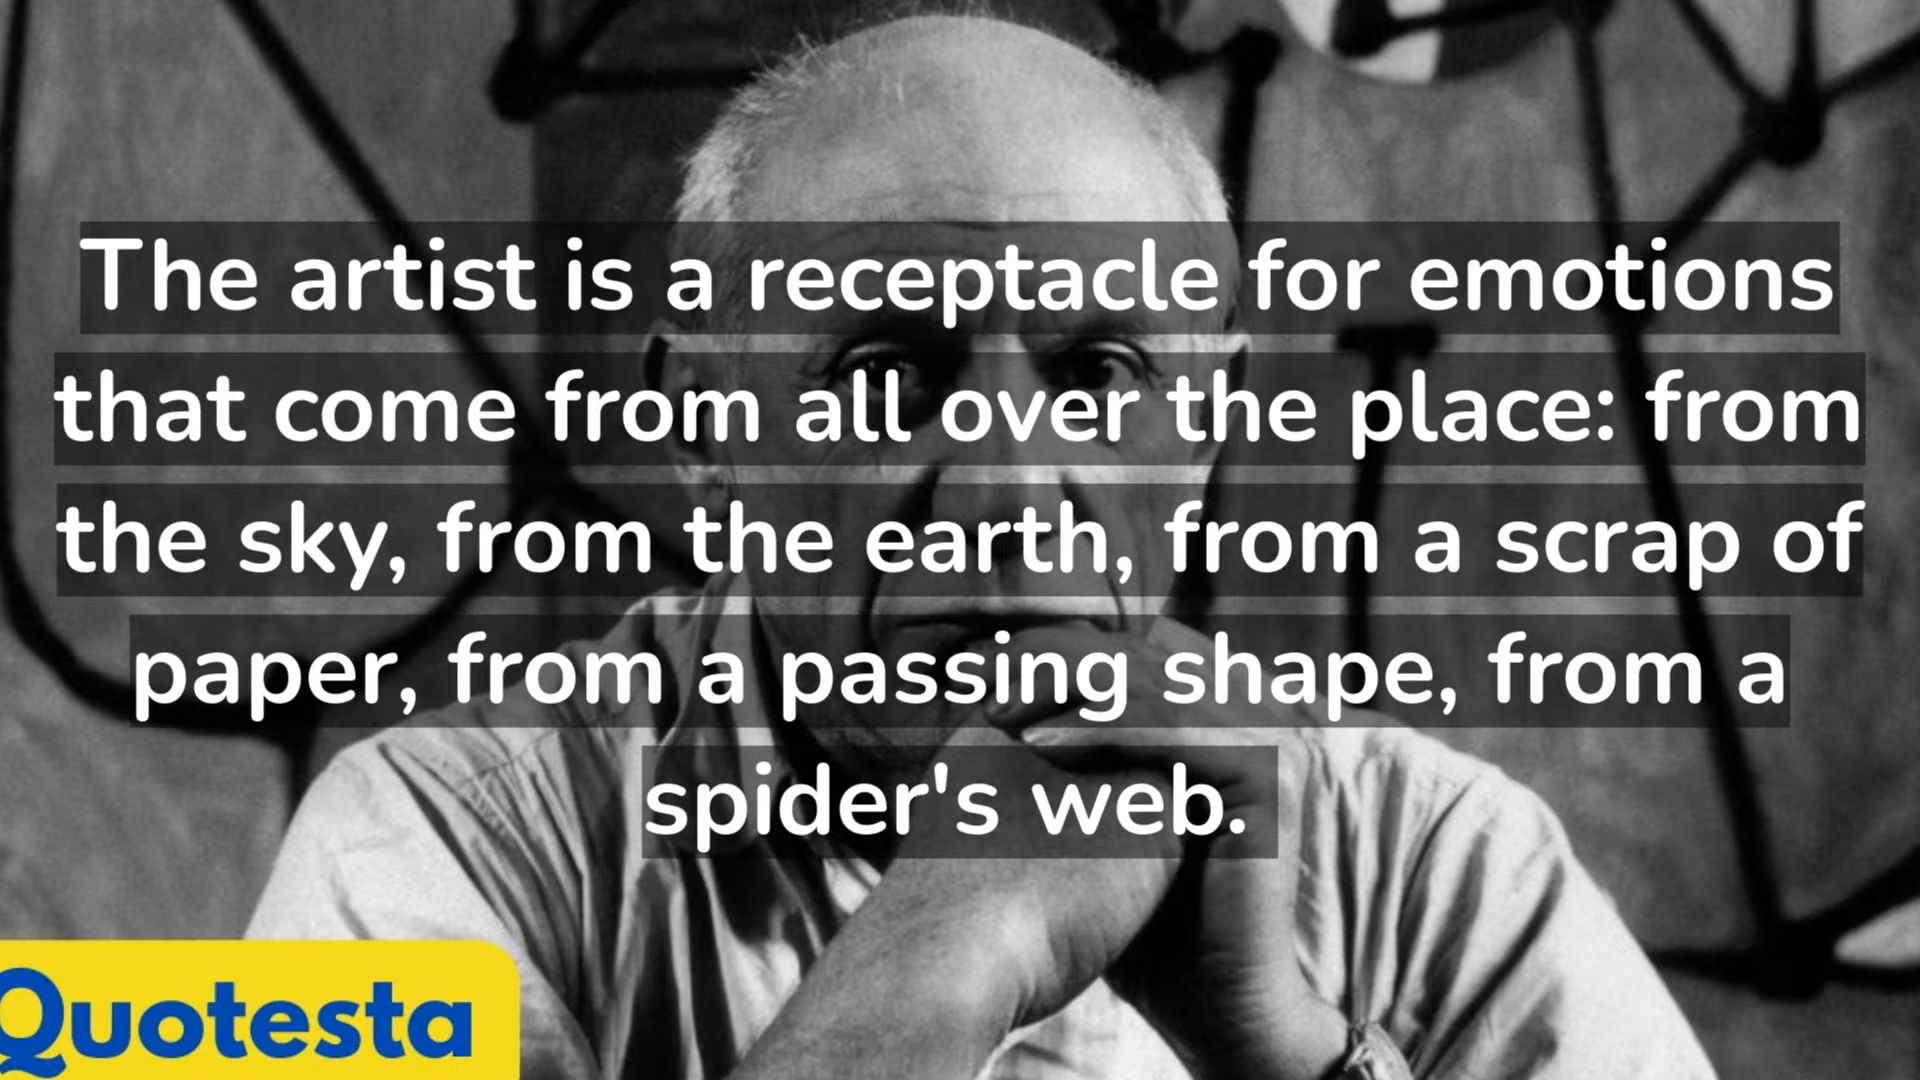 The artist is a receptacle for emotions
that come from all over the place: from
the sky, from the earth, from a scrap of
paper, from a passing shape, from a
spider's web.
Quotesta